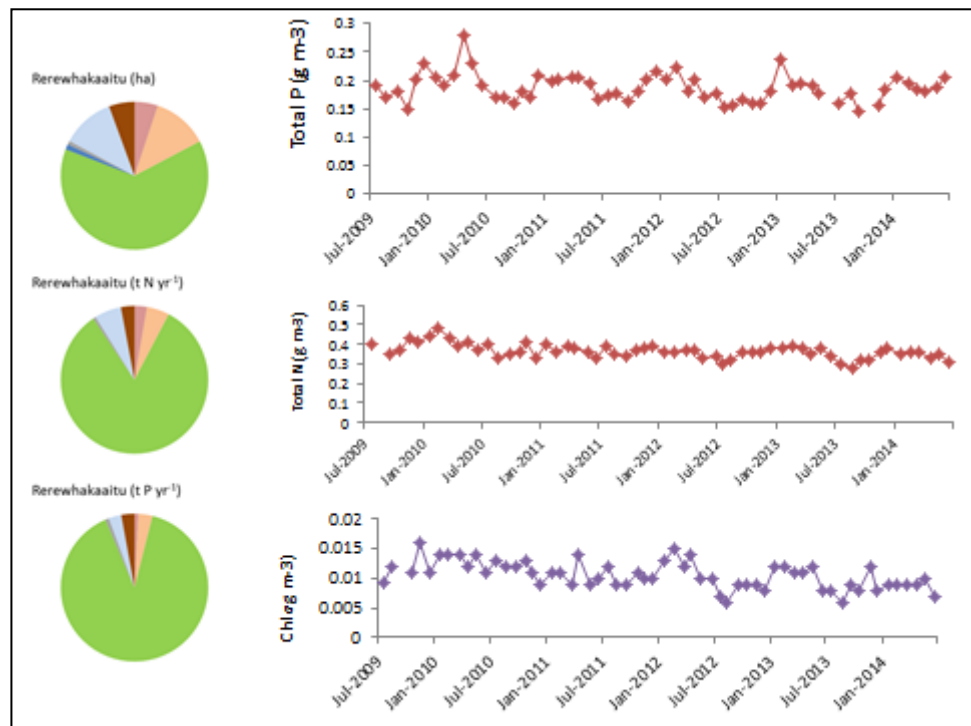 Rerewhakaaitu (ha)
Rerewhakaaitu (t N yr-1)
Rerewhakaaitu (t P yr-1)
Total P (g m-3)
0.3
0.25
0.2
0.15
0.1
0.05
0
Jul-2009
Jan-2010
Jul-2010
Jan-2011
Jul-2011
Jan-2012
Jul-2012
Jan-2013
Jul-2013
Jan-2014
Total N (g m-3)
0.6
0.5
0.4
0.3
0.2
0.1
0
Jul-2009
Jan-2010
Jul-2010
Jan-2011
Jul-2011
Jan-2012
Jul-2012
Jan-2013
Jul-2013
Jan-2014
Chl a g m-3)
0.02
0.015
0.01
0.005
0
Jul-2009
Jan-2010
Jul-2010
Jan-2011
Jul-2011
Jan-2012
Jul-2012
Jan-2013
Jul-2013
Jan-2014